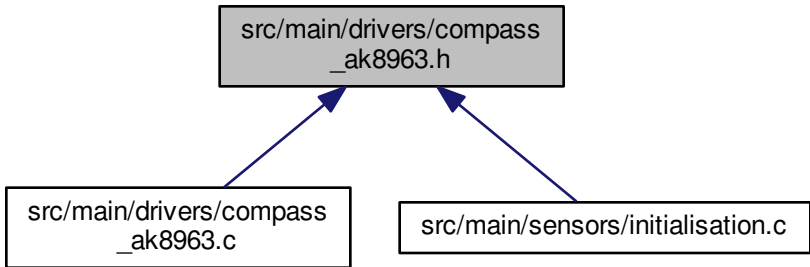 src/main/drivers/compass
_ak8963.h
src/main/drivers/compass
_ak8963.c
src/main/sensors/initialisation.c